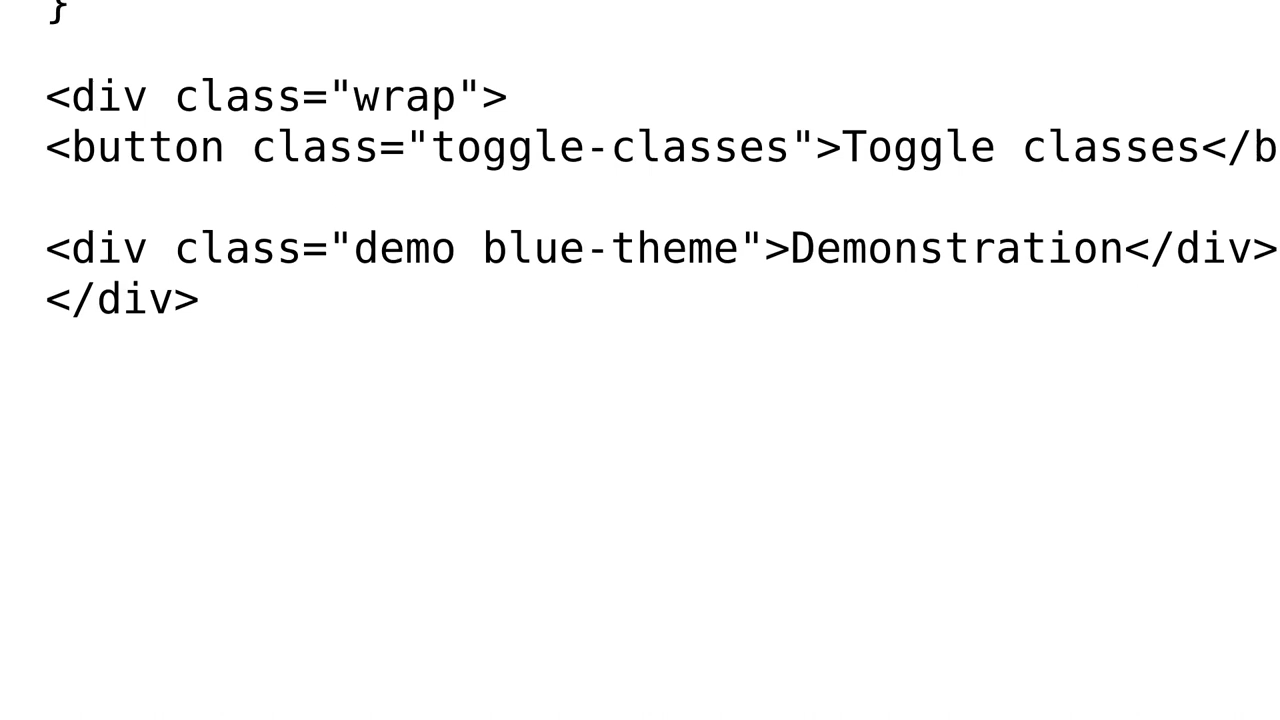 }
<div class="wrap">
<button class="toggle-classes">Toggle classes</b
<div class="demo blue-theme">Demonstration</div>
</div>